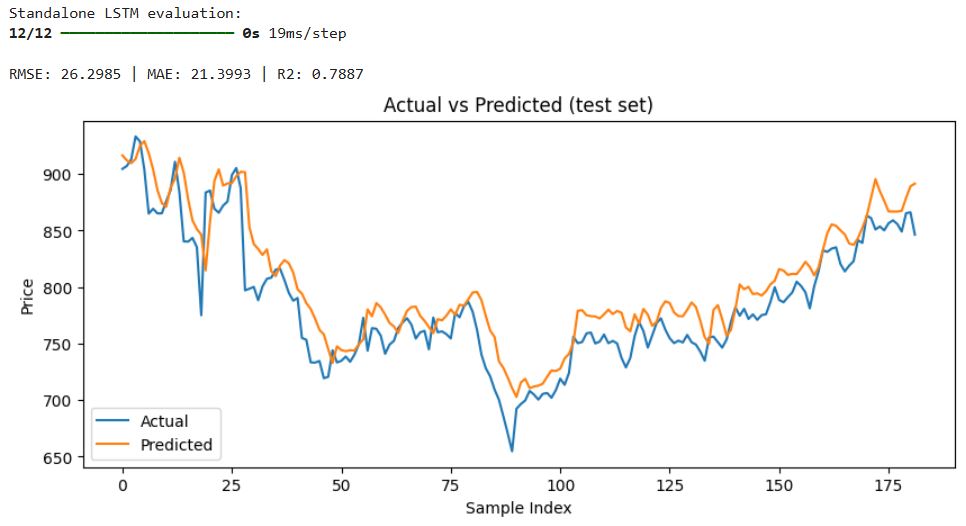 Standalone LSTM evaluation:
12/12 ━━━━━━━━━━━━━━━━━━━━ 0s 19ms/step
RMSE: 26.2985 | MAE: 21.3993 | R2: 0.7887
Actual vs Predicted (test set)
900
850
800
750
700
650
Price
Actual
Predicted
0 25 50 75 100 125 150 175
Sample Index